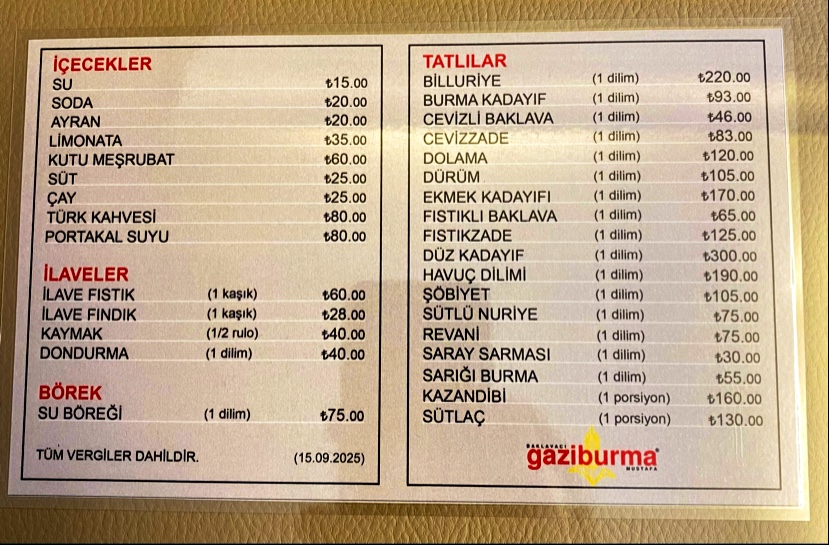 İÇECEKLER
SU ₺15.00
SODA ₺20.00
AYRAN ₺20.00
LİMONATA ₺35.00
KUTU MEŞRUBAT ₺60.00
SÜT ₺25.00
ÇAY ₺25.00
TÜRK KAHVESİ ₺80.00
PORTAKAL SUYU ₺80.00
İLAVELER
İLAVE FISTIK (1 kaşık) ₺60.00
İLAVE FINDIK (1 kaşık) ₺28.00
KAYMAK (1/2 rulo) ₺40.00
DONDURMA (1 dilim) ₺40.00
BÖREK
SU BÖREĞİ (1 dilim) ₺75.00
TÜM VERGİLER DAHİLDİR. (15.09.2025)
TATLILAR
BİLLURİYE (1 dilim) ₺220.00
BURMA KADAYIF (1 dilim) ₺93.00
CEVİZLİ BAKLAVA (1 dilim) ₺46.00
CEVİZZADE (1 dilim) ₺83.00
DOLAMA (1 dilim) ₺120.00
DÜRÜM (1 dilim) ₺105.00
EKMEK KADAYIFI (1 dilim) ₺170.00
FISTIKLI BAKLAVA (1 dilim) ₺65.00
FISTIKZADE (1 dilim) ₺125.00
DÜZ KADAYIF (1 dilim) ₺300.00
HAVUÇ DİLİMİ (1 dilim) ₺190.00
ŞÖBİYET (1 dilim) ₺105.00
SÜTLÜ NURİYE (1 dilim) ₺75.00
REVANİ (1 dilim) ₺75.00
SARAY SARMASI (1 dilim) ₺30.00
SARIĞI BURMA (1 dilim) ₺55.00
KAZANDİBİ (1 porsiyon) ₺160.00
SÜTLAÇ (1 porsiyon) ₺130.00
BAKLAVACI
gaziburma
MUSTAFA